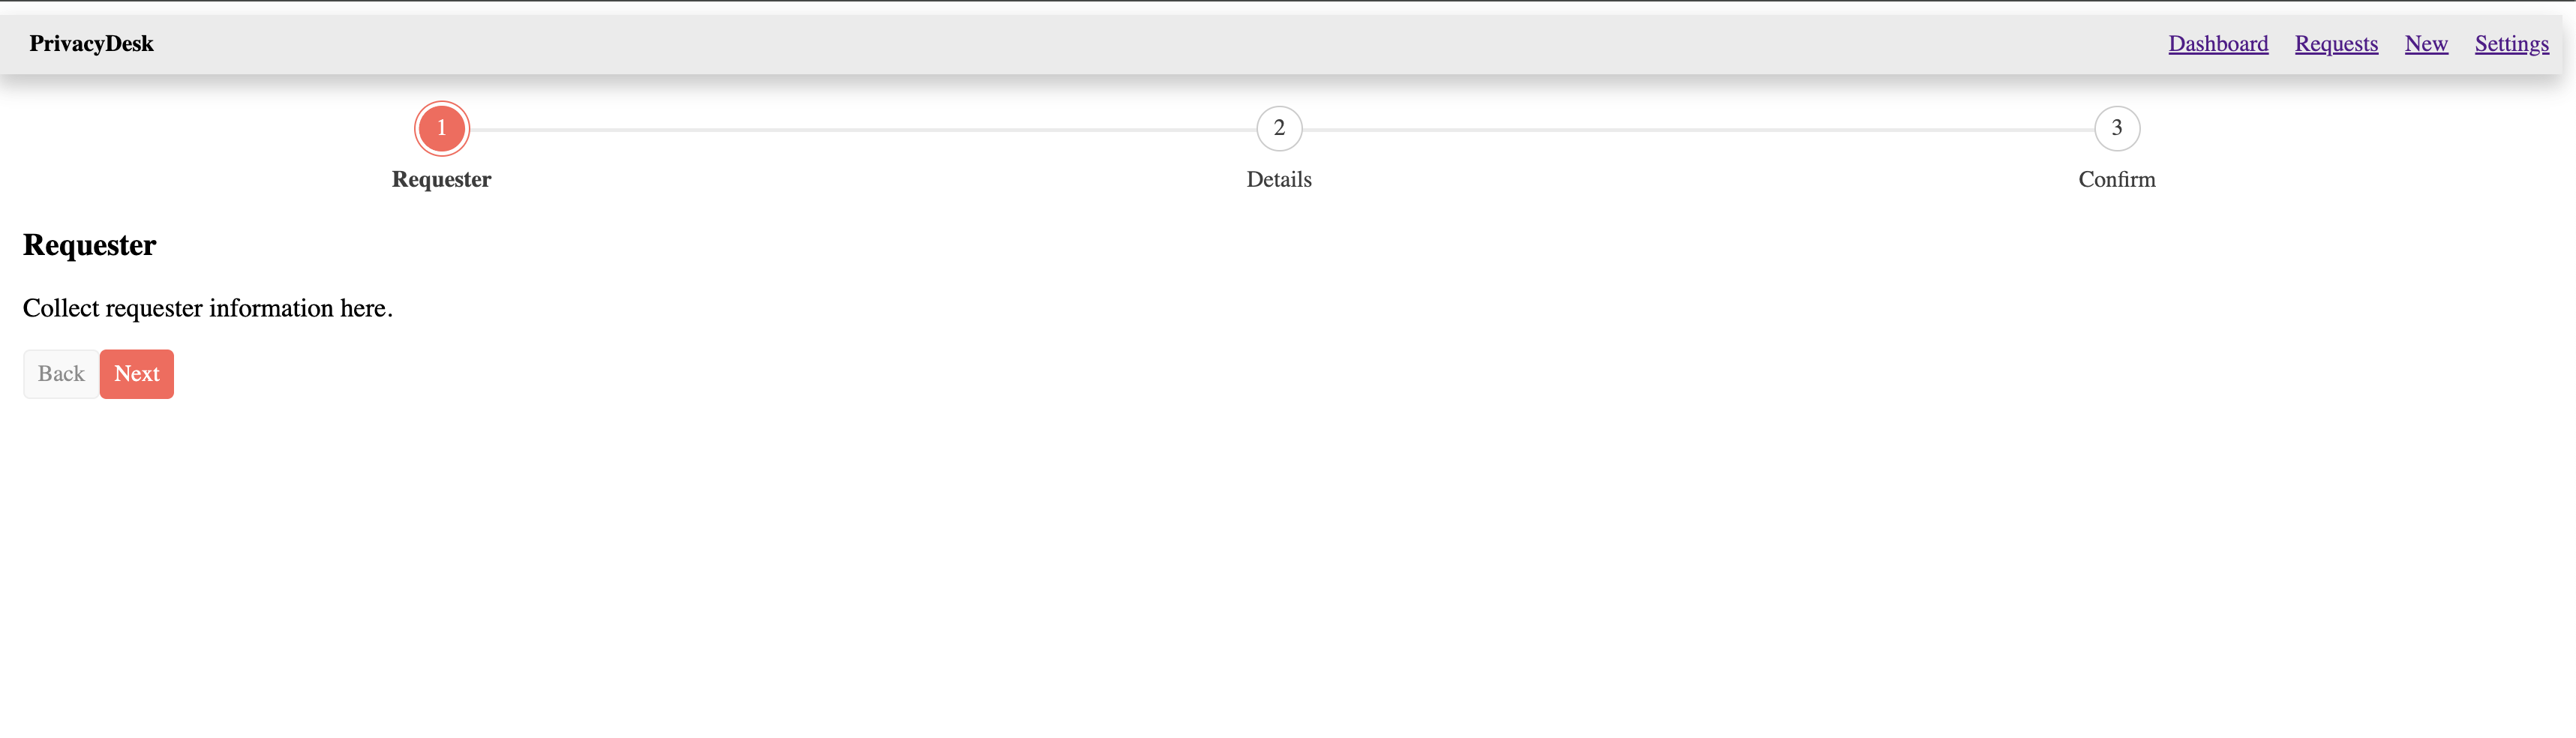 PrivacyDesk Dashboard Requests New Settings
1 2 3
Requester Details Confirm
Requester
Collect requester information here.
Back Next